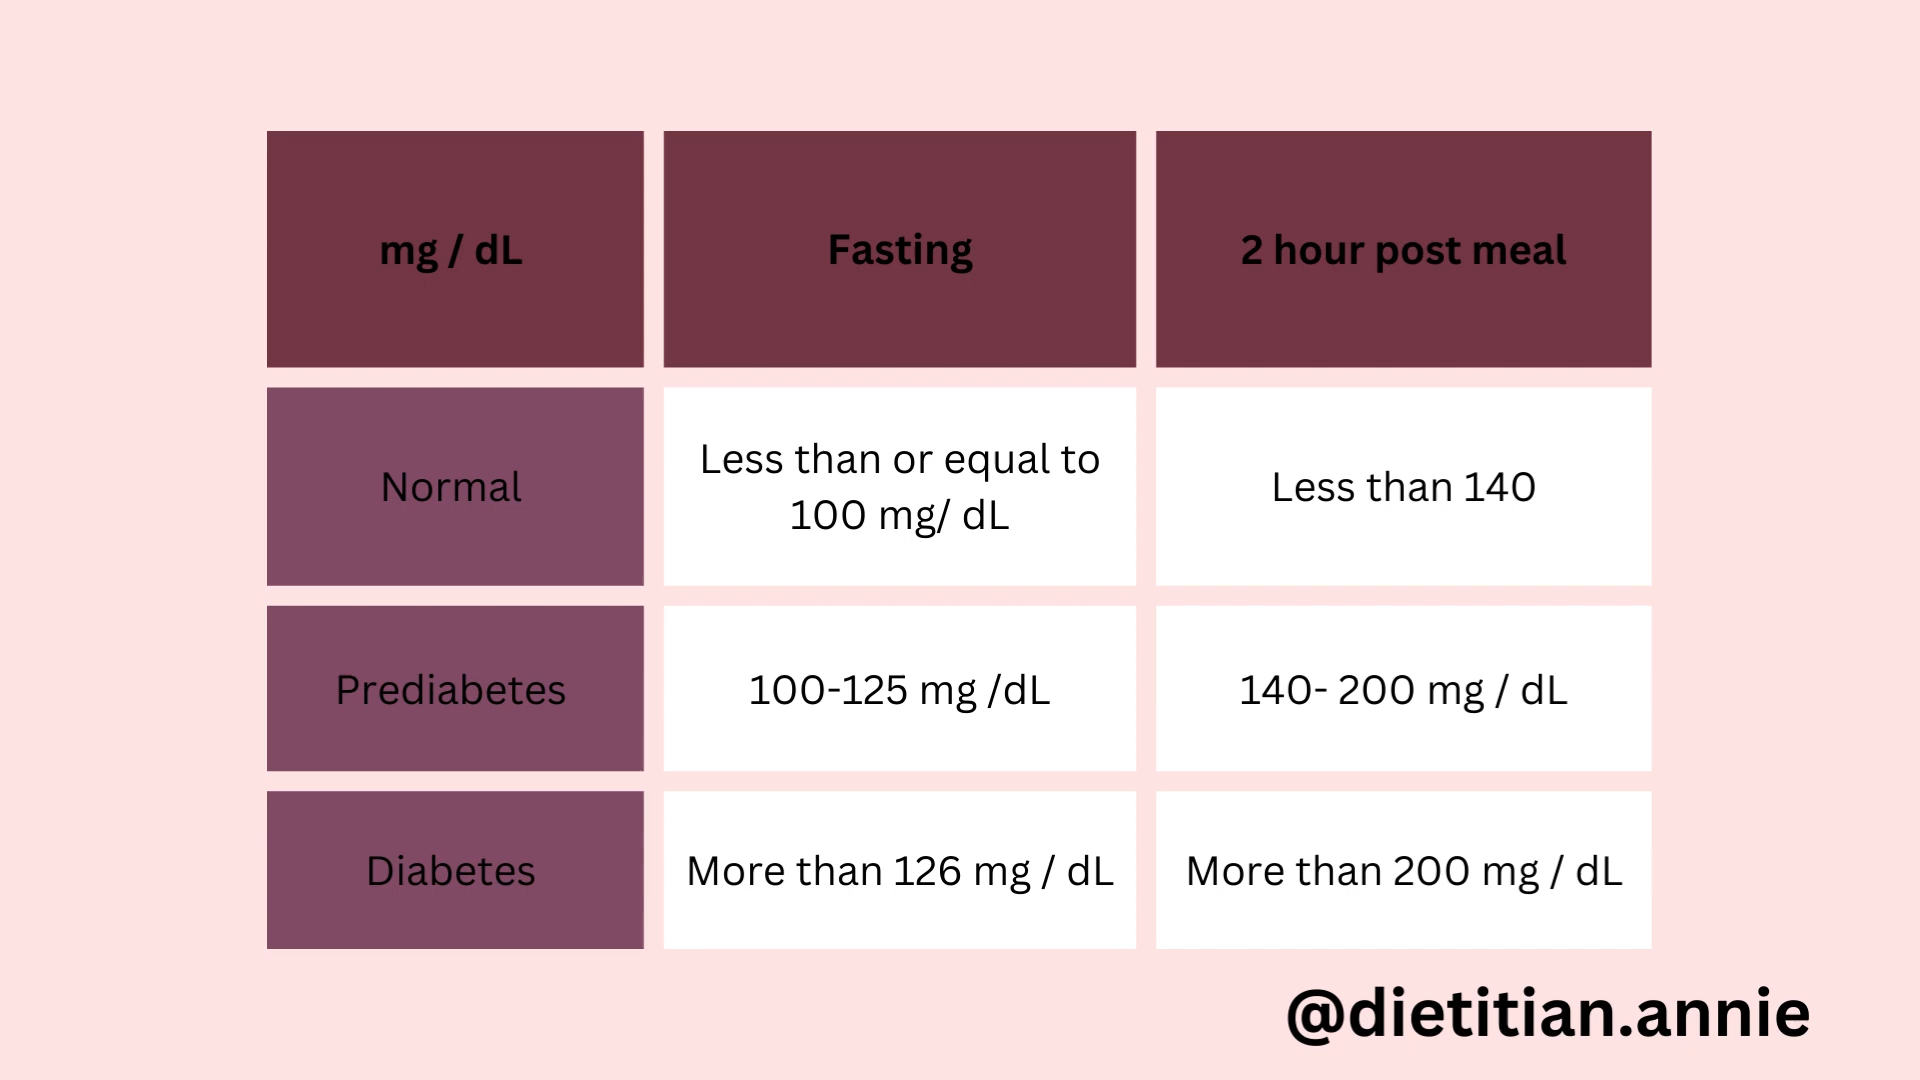 mg / dL
Fasting
2 hour post meal
Normal
Less than or equal to
100 mg/ dL
Less than 140
Prediabetes
100-125 mg /dL
140- 200 mg / dL
Diabetes
More than 126 mg / dL
More than 200 mg / dL
@dietitian.annie